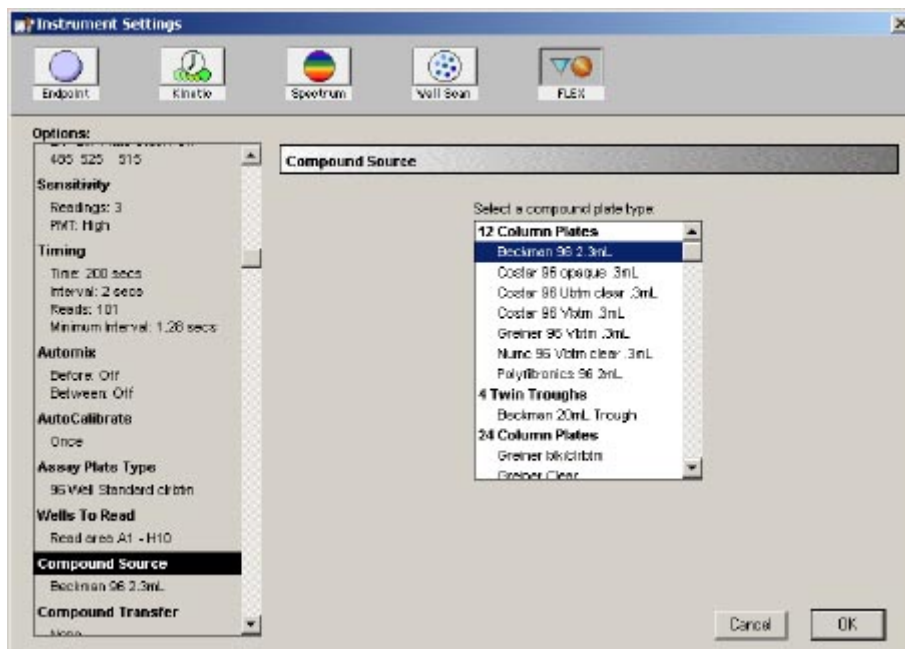 Instrument Settings
Endpoint
Kinetic
Spectrum
Well Scan
FLEX
Options:
485 525 515
Sensitivity
Readings: 3
PMT: High
Timing
Time: 200 secs
Interval: 2 secs
Reads: 101
Minimum Interval: 1.28 secs
Automix
Before: Off
Between: Off
AutoCalibrate
Once
Assay Plate Type
96 Well Standard clrbtm
Wells To Read
Read area A1 - H10
Compound Source
Beckman 96 2.3mL
Compound Transfer
None
Compound Source
Select a compound plate type:
12 Column Plates
Beckman 96 2.3mL
Costar 96 opaque .3mL
Costar 96 Ubtm clear .3mL
Costar 96 Vbtm .3mL
Greiner 96 Vbtm .3mL
Nunc 96 Vbtm clear .3mL
Polyfiltronics 96 2mL
4 Twin Troughs
Beckman 20mL Trough
24 Column Plates
Greiner blk/clrbtm
Greiner Clear
Cancel
OK